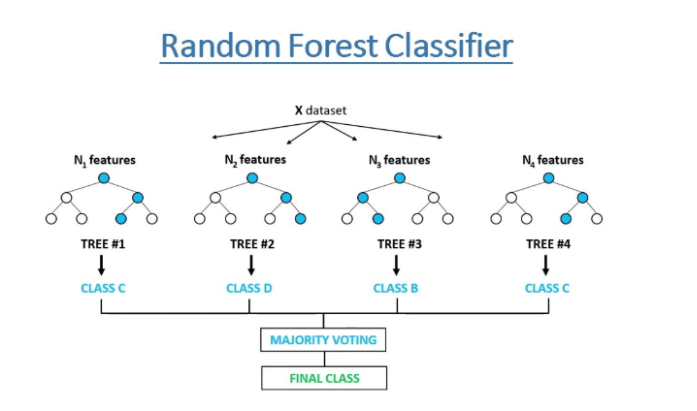 Random Forest Classifier
X dataset
N₁ features N₂ features N₃ features N₄ features
TREE #1 TREE #2 TREE #3 TREE #4
CLASS C CLASS D CLASS B CLASS C
MAJORITY VOTING
FINAL CLASS